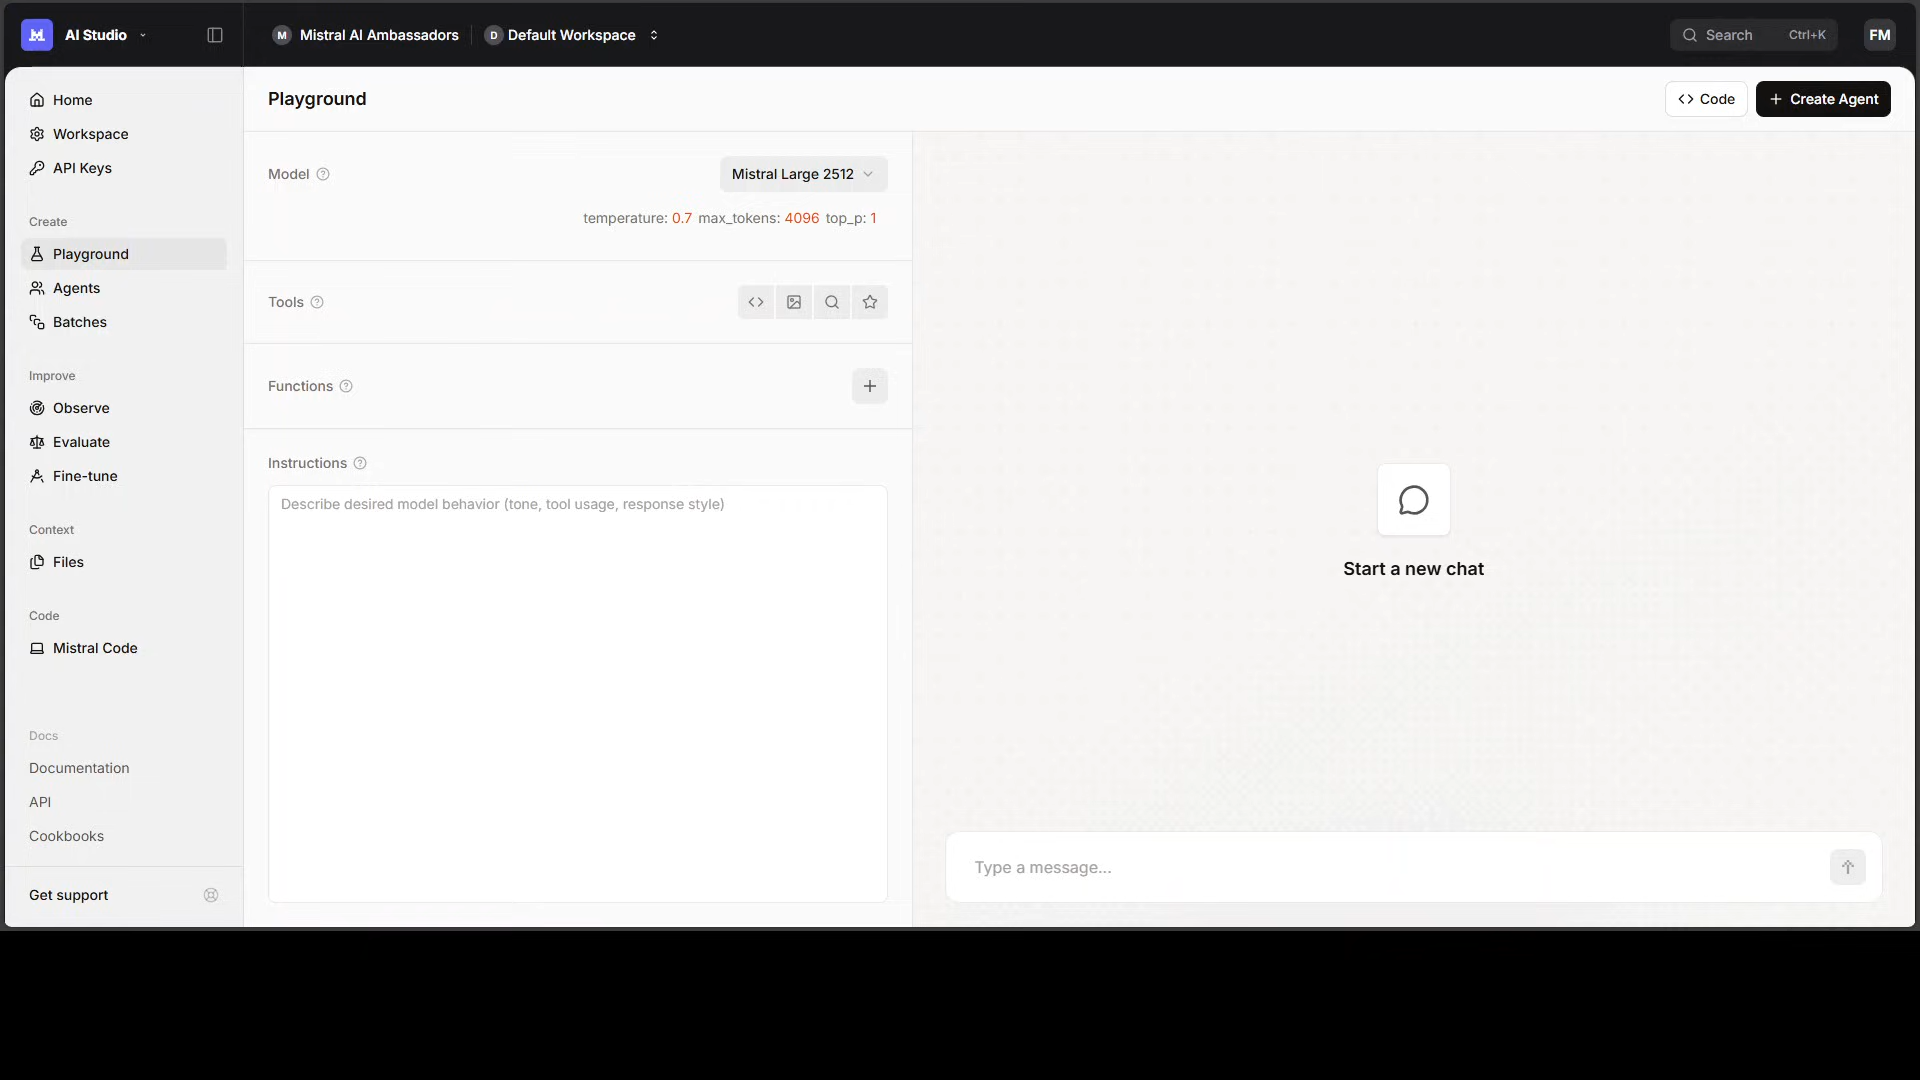 AI Studio
M Mistral AI Ambassadors
D Default Workspace
Search Ctrl+K
FM
Home
Workspace
API Keys
Create
Playground
Agents
Batches
Improve
Observe
Evaluate
Fine-tune
Context
Files
Code
Mistral Code
Docs
Documentation
API
Cookbooks
Get support
Playground
Code
Create Agent
Model
Mistral Large 2512
temperature: 0.7 max_tokens: 4096 top_p: 1
Tools
Functions
Instructions
Describe desired model behavior (tone, tool usage, response style)
Start a new chat
Type a message...